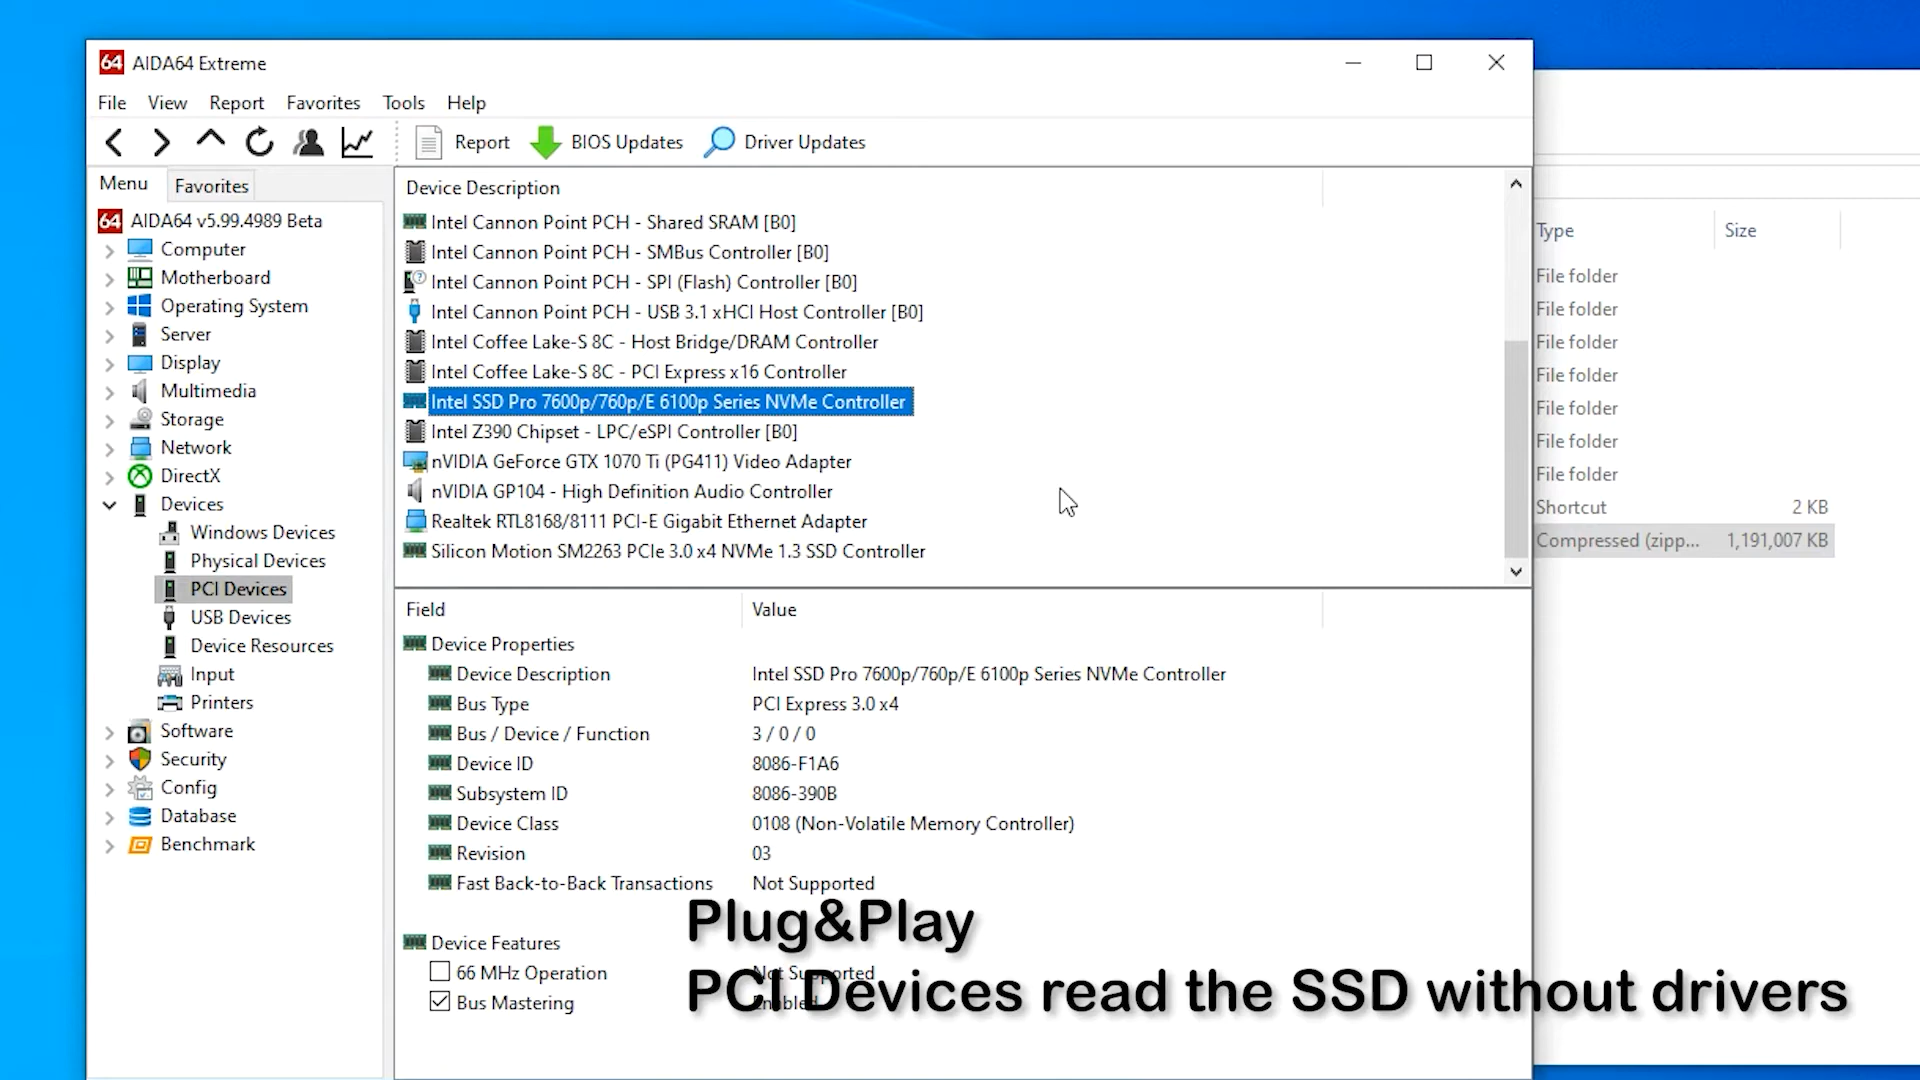 AIDA64 Extreme
File View Report Favorites Tools Help
Report BIOS Updates Driver Updates
Menu Favorites
AIDA64 v5.99.4989 Beta
Computer
Motherboard
Operating System
Server
Display
Multimedia
Storage
Network
DirectX
Devices
Windows Devices
Physical Devices
PCI Devices
USB Devices
Device Resources
Input
Printers
Software
Security
Config
Database
Benchmark
Device Description
Intel Cannon Point PCH - Shared SRAM [B0]
Intel Cannon Point PCH - SMBus Controller [B0]
Intel Cannon Point PCH - SPI (Flash) Controller [B0]
Intel Cannon Point PCH - USB 3.1 xHCI Host Controller [B0]
Intel Coffee Lake-S 8C - Host Bridge/DRAM Controller
Intel Coffee Lake-S 8C - PCI Express x16 Controller
Intel SSD Pro 7600p/760p/E 6100p Series NVMe Controller
Intel Z390 Chipset - LPC/eSPI Controller [B0]
nVIDIA GeForce GTX 1070 Ti (PG411) Video Adapter
nVIDIA GP104 - High Definition Audio Controller
Realtek RTL8168/8111 PCI-E Gigabit Ethernet Adapter
Silicon Motion SM2263 PCIe 3.0 x4 NVMe 1.3 SSD Controller
Field Value
Device Properties
Device Description Intel SSD Pro 7600p/760p/E 6100p Series NVMe Controller
Bus Type PCI Express 3.0 x4
Bus / Device / Function 3 / 0 / 0
Device ID 8086-F1A6
Subsystem ID 8086-390B
Device Class 0108 (Non-Volatile Memory Controller)
Revision 03
Fast Back-to-Back Transactions Not Supported
Device Features
66 MHz Operation Not Supported
Bus Mastering Enabled
Plug&Play
PCI Devices read the SSD without drivers
Type Size
File folder
File folder
File folder
File folder
File folder
File folder
File folder
Shortcut 2 KB
Compressed (zipp... 1,191,007 KB